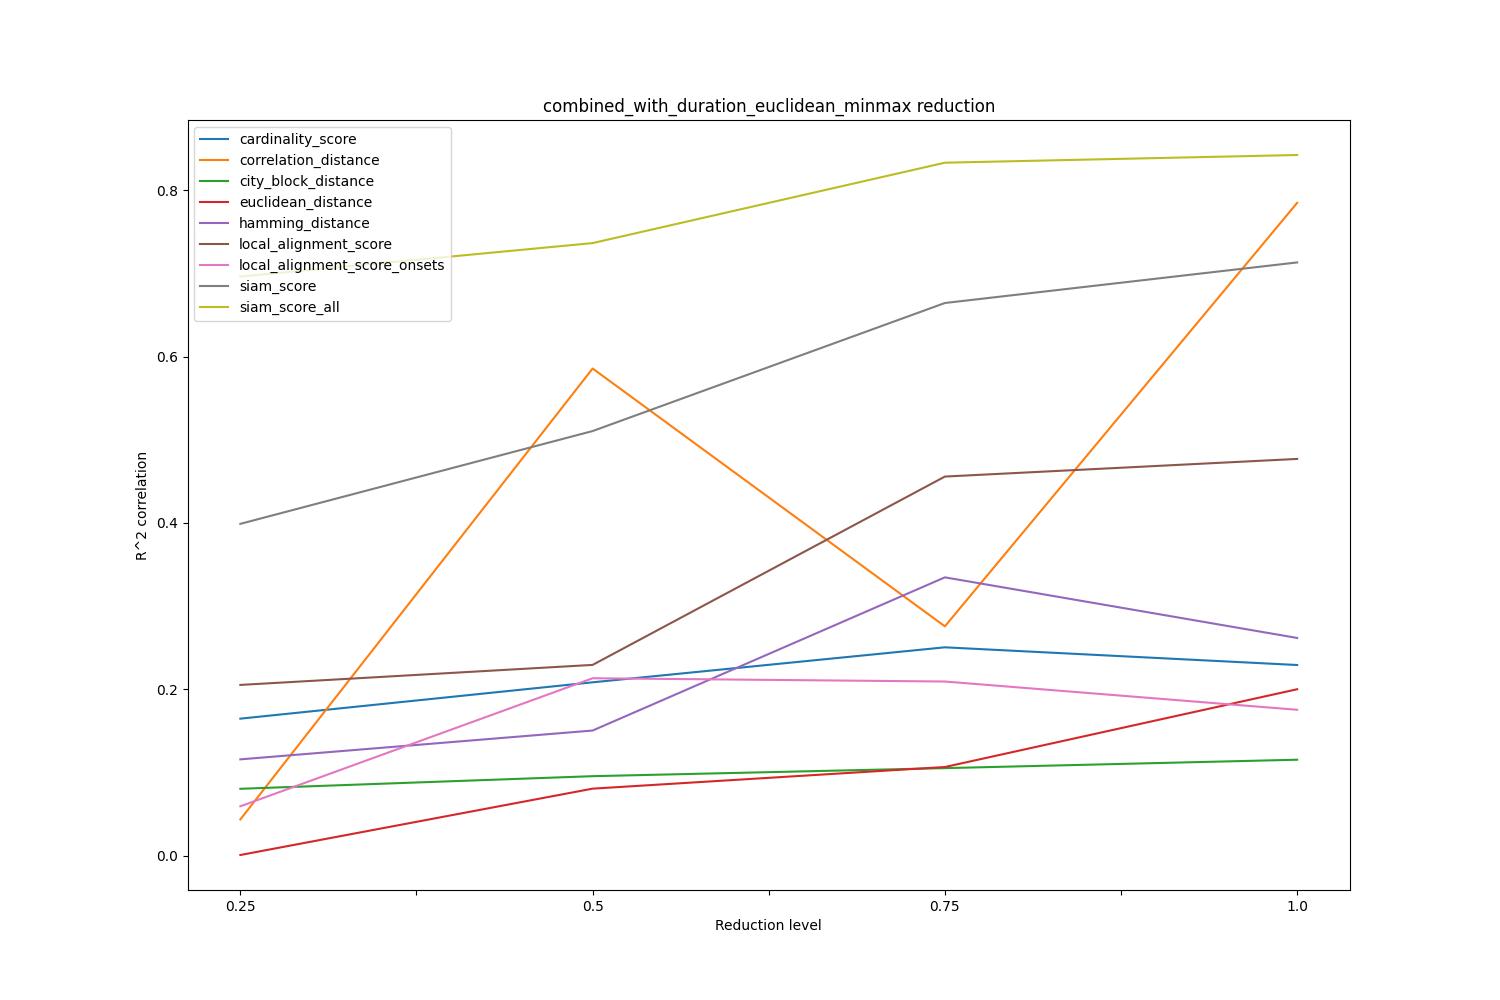 combined_with_duration_euclidean_minmax reduction
cardinality_score
correlation_distance
city_block_distance
euclidean_distance
hamming_distance
local_alignment_score
local_alignment_score_onsets
siam_score
siam_score_all
0.8
0.6
0.4
0.2
0.0
R^2 correlation
0.25 0.5 0.75 1.0
Reduction level